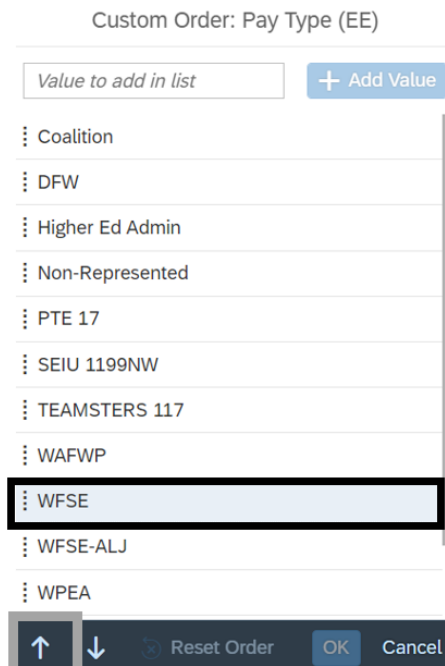 Custom Order: Pay Type (EE)
Value to add in list
+ Add Value
Coalition
DFW
Higher Ed Admin
Non-Represented
PTE 17
SEIU 1199NW
TEAMSTERS 117
WAFWP
WFSE
WFSE-ALJ
WPEA
Reset Order OK Cancel